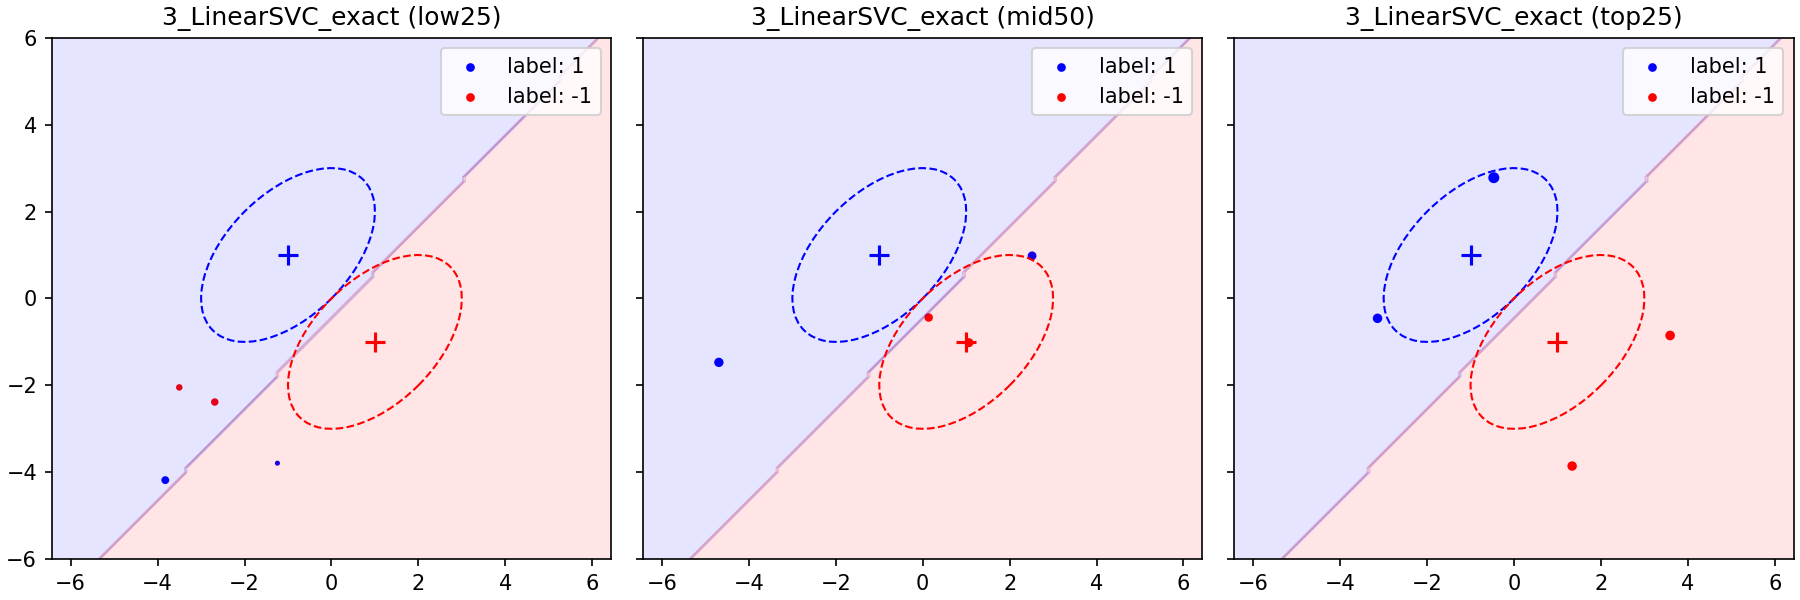 3_LinearSVC_exact (low25)
label: 1
label: -1
6
4
2
0
−2
−4
−6
−6 −4 −2 0 2 4 6
3_LinearSVC_exact (mid50)
label: 1
label: -1
−6 −4 −2 0 2 4 6
3_LinearSVC_exact (top25)
label: 1
label: -1
−6 −4 −2 0 2 4 6